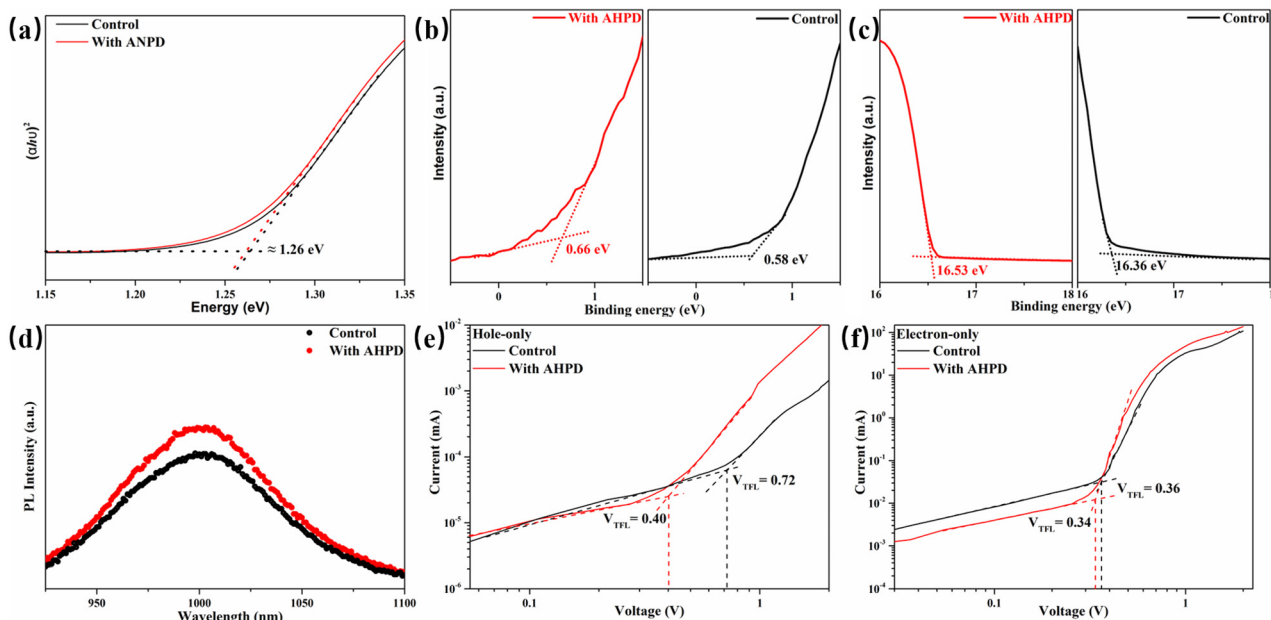 (a)
Control
With ANPD
(αhυ)²
≈ 1.26 eV
1.15
1.20
1.25
1.30
1.35
Energy (eV)
(b)
With AHPD
Control
Intensity (a.u.)
0.66 eV
0.58 eV
0
1
0
1
Binding energy (eV)
(c)
With AHPD
Control
Intensity (a.u.)
16.53 eV
16.36 eV
16
17
18
16
17
Binding energy (eV)
(d)
Control
With AHPD
PL Intensity (a.u.)
950
1000
1050
1100
Wavelength (nm)
(e)
Hole-only
Control
With AHPD
Current (mA)
10⁻²
10⁻³
10⁻⁴
10⁻⁵
10⁻⁶
V_TFL = 0.72
V_TFL = 0.40
0.1
1
Voltage (V)
(f)
Electron-only
Control
With AHPD
Current (mA)
10²
10¹
10⁰
10⁻¹
10⁻²
10⁻³
10⁻⁴
V_TFL = 0.36
V_TFL = 0.34
0.1
1
Voltage (V)